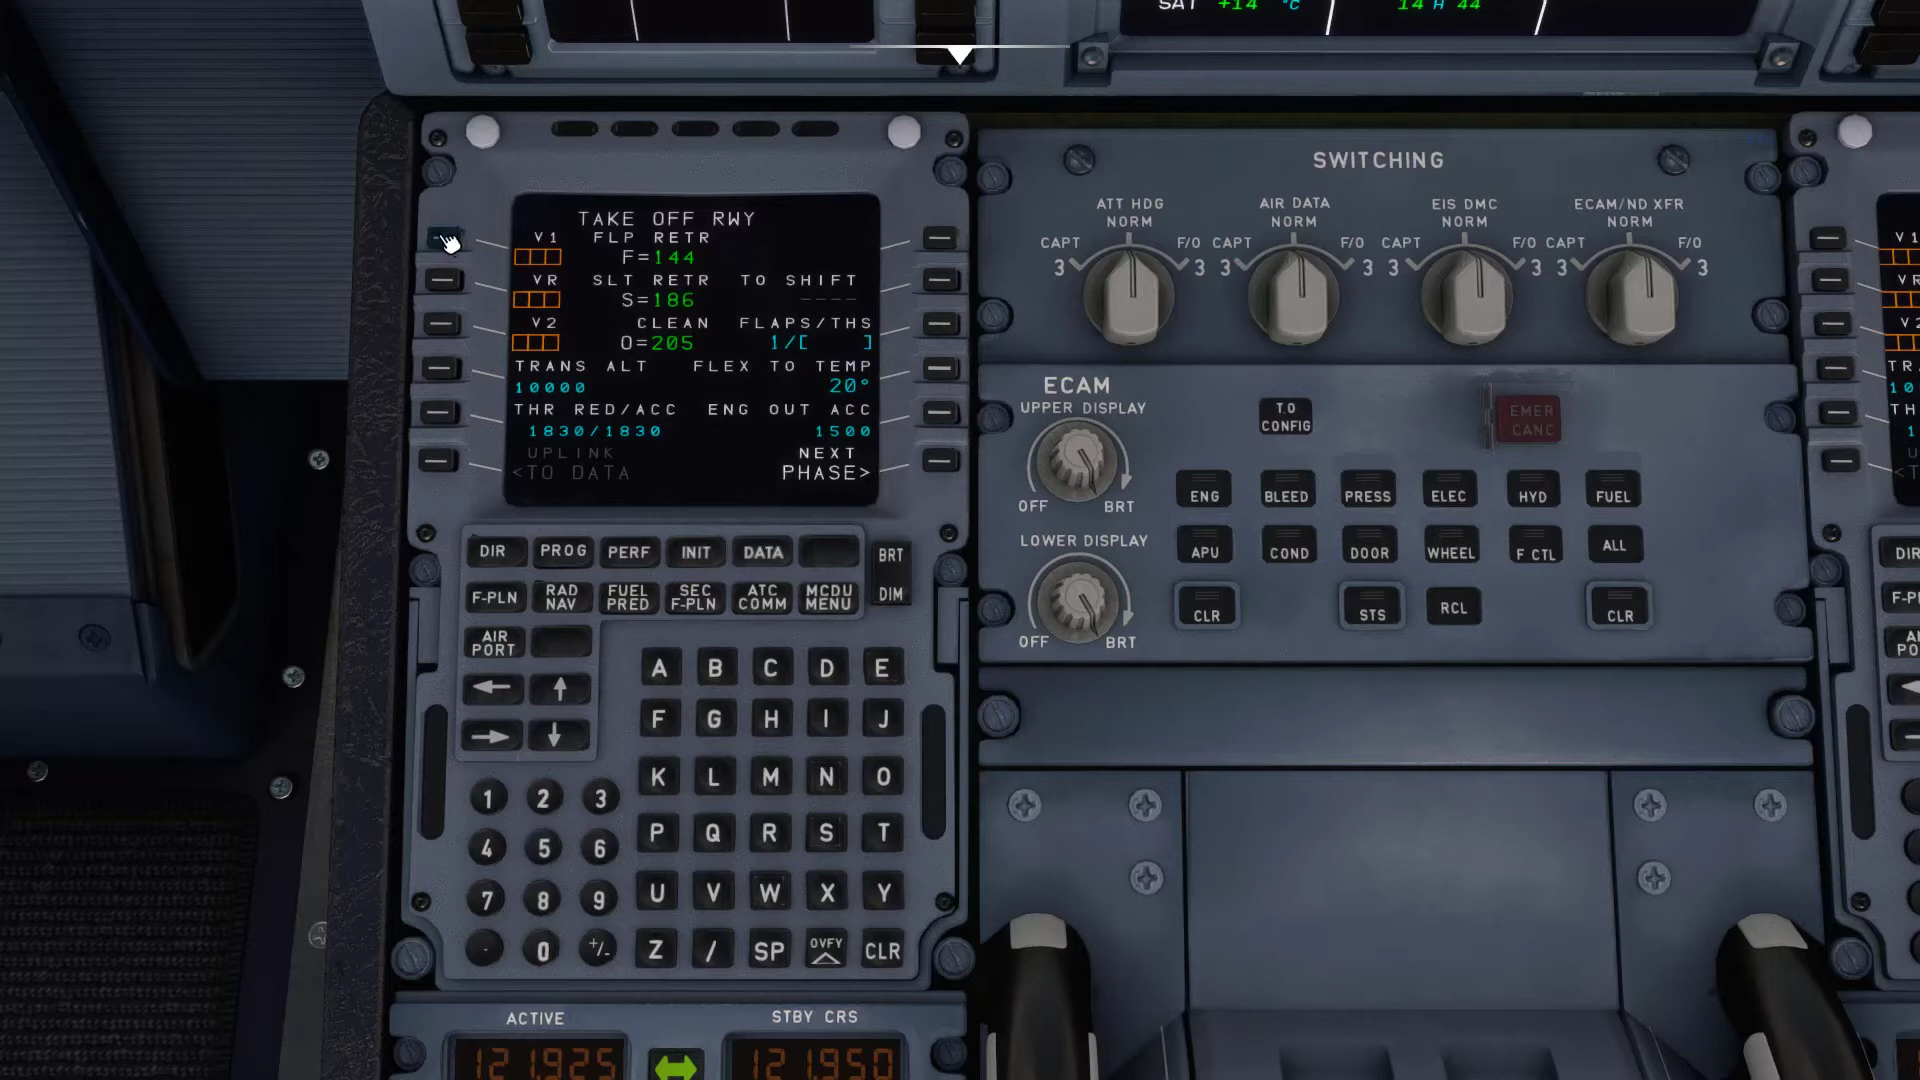 SAT +14 °C 14 H 44
TAKE OFF RWY
V1 FLP RETR
F=144
VR SLT RETR TO SHIFT
S=186 ----
V2 CLEAN FLAPS/THS
O=205 1/[ ]
TRANS ALT FLEX TO TEMP
10000 20°
THR RED/ACC ENG OUT ACC
1830/1830 1500
UPLINK NEXT
<TO DATA PHASE>
DIR PROG PERF INIT DATA BRT
F-PLN RAD NAV FUEL PRED SEC F-PLN ATC COMM MCDU MENU DIM
AIR PORT
← ↑
→ ↓
A B C D E
F G H I J
K L M N O
P Q R S T
U V W X Y
Z / SP OVFY CLR
1 2 3
4 5 6
7 8 9
. 0 +/-
ACTIVE STBY CRS
121.925 121.950
SWITCHING
ATT HDG AIR DATA EIS DMC ECAM/ND XFR
NORM NORM NORM NORM
CAPT F/O CAPT F/O CAPT F/O CAPT F/O
3 3 3 3 3 3 3 3
ECAM
UPPER DISPLAY
OFF BRT
LOWER DISPLAY
OFF BRT
T.O CONFIG
EMER CANC
ENG BLEED PRESS ELEC HYD FUEL
APU COND DOOR WHEEL F CTL ALL
CLR STS RCL CLR
V1
VR